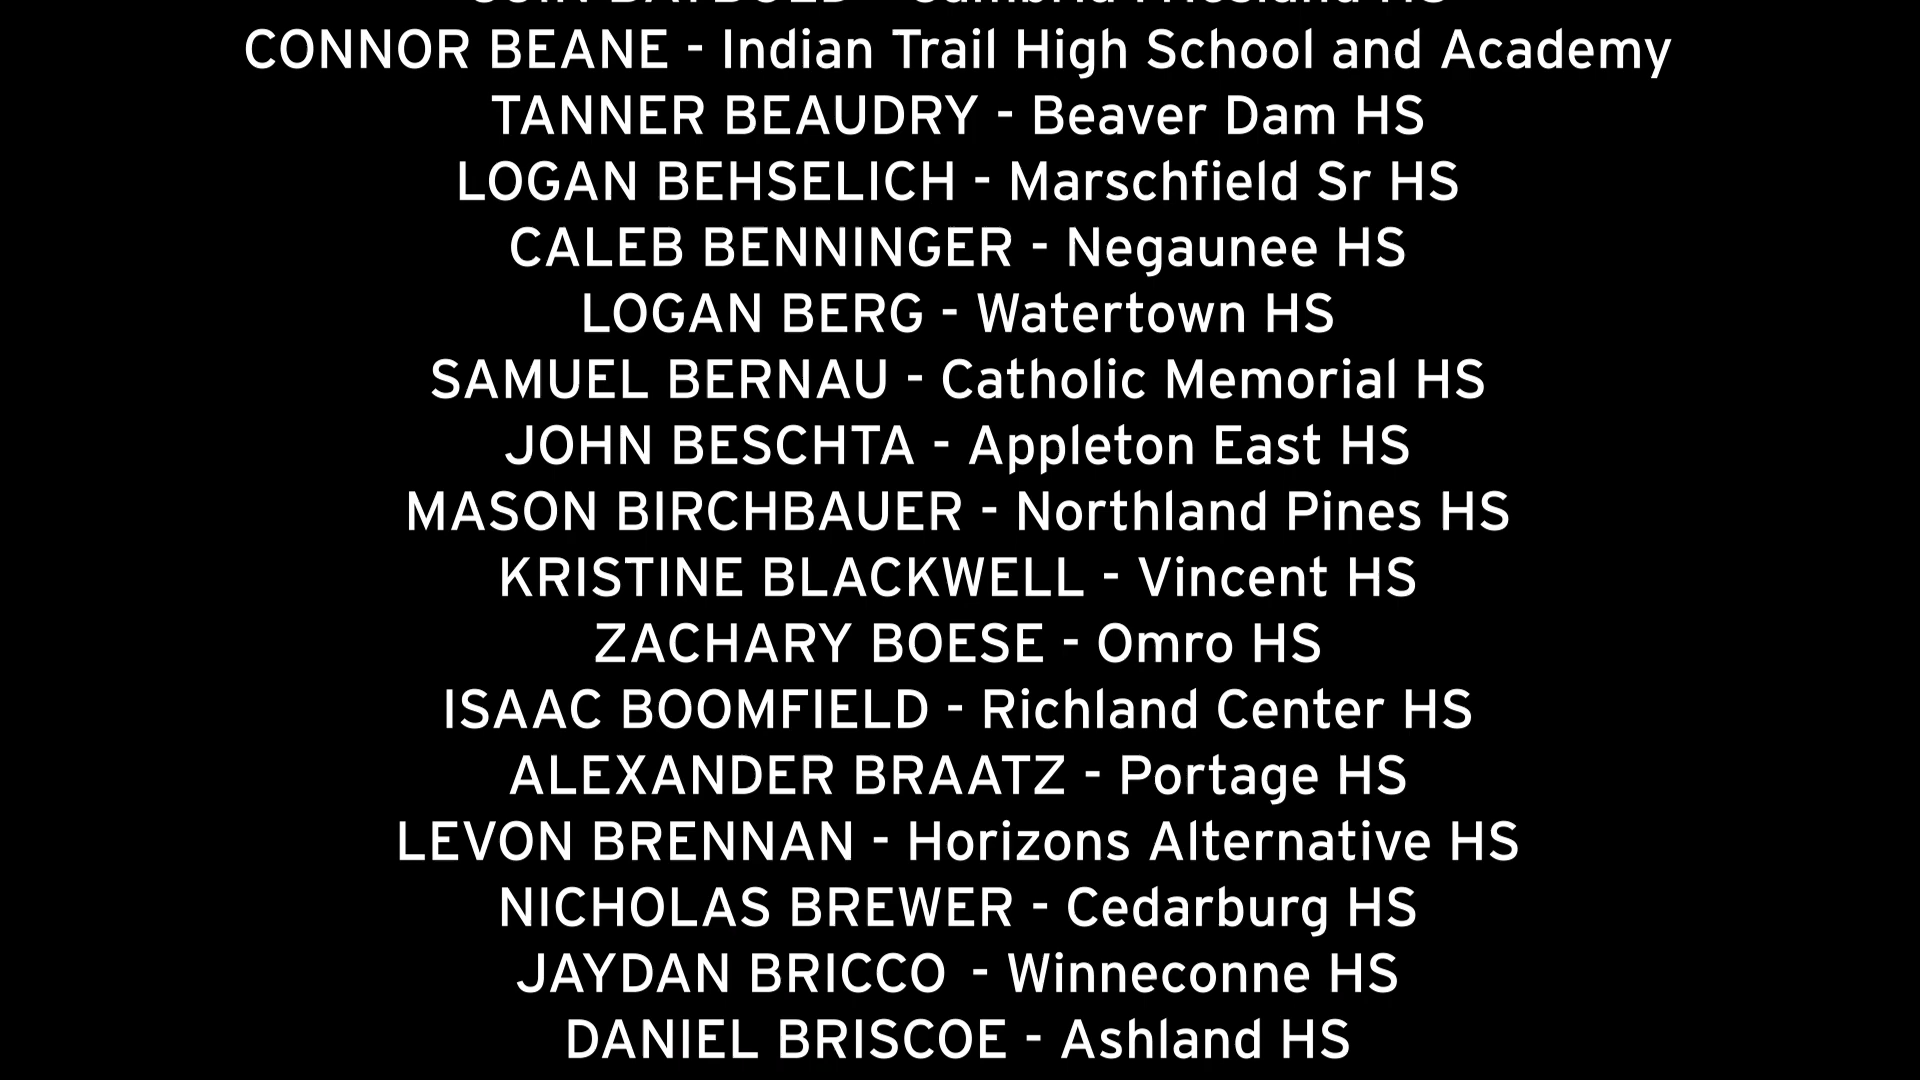 CONNOR BEANE - Indian Trail High School and Academy
TANNER BEAUDRY - Beaver Dam HS
LOGAN BEHSELICH - Marschfield Sr HS
CALEB BENNINGER - Negaunee HS
LOGAN BERG - Watertown HS
SAMUEL BERNAU - Catholic Memorial HS
JOHN BESCHTA - Appleton East HS
MASON BIRCHBAUER - Northland Pines HS
KRISTINE BLACKWELL - Vincent HS
ZACHARY BOESE - Omro HS
ISAAC BOOMFIELD - Richland Center HS
ALEXANDER BRAATZ - Portage HS
LEVON BRENNAN - Horizons Alternative HS
NICHOLAS BREWER - Cedarburg HS
JAYDAN BRICCO - Winneconne HS
DANIEL BRISCOE - Ashland HS